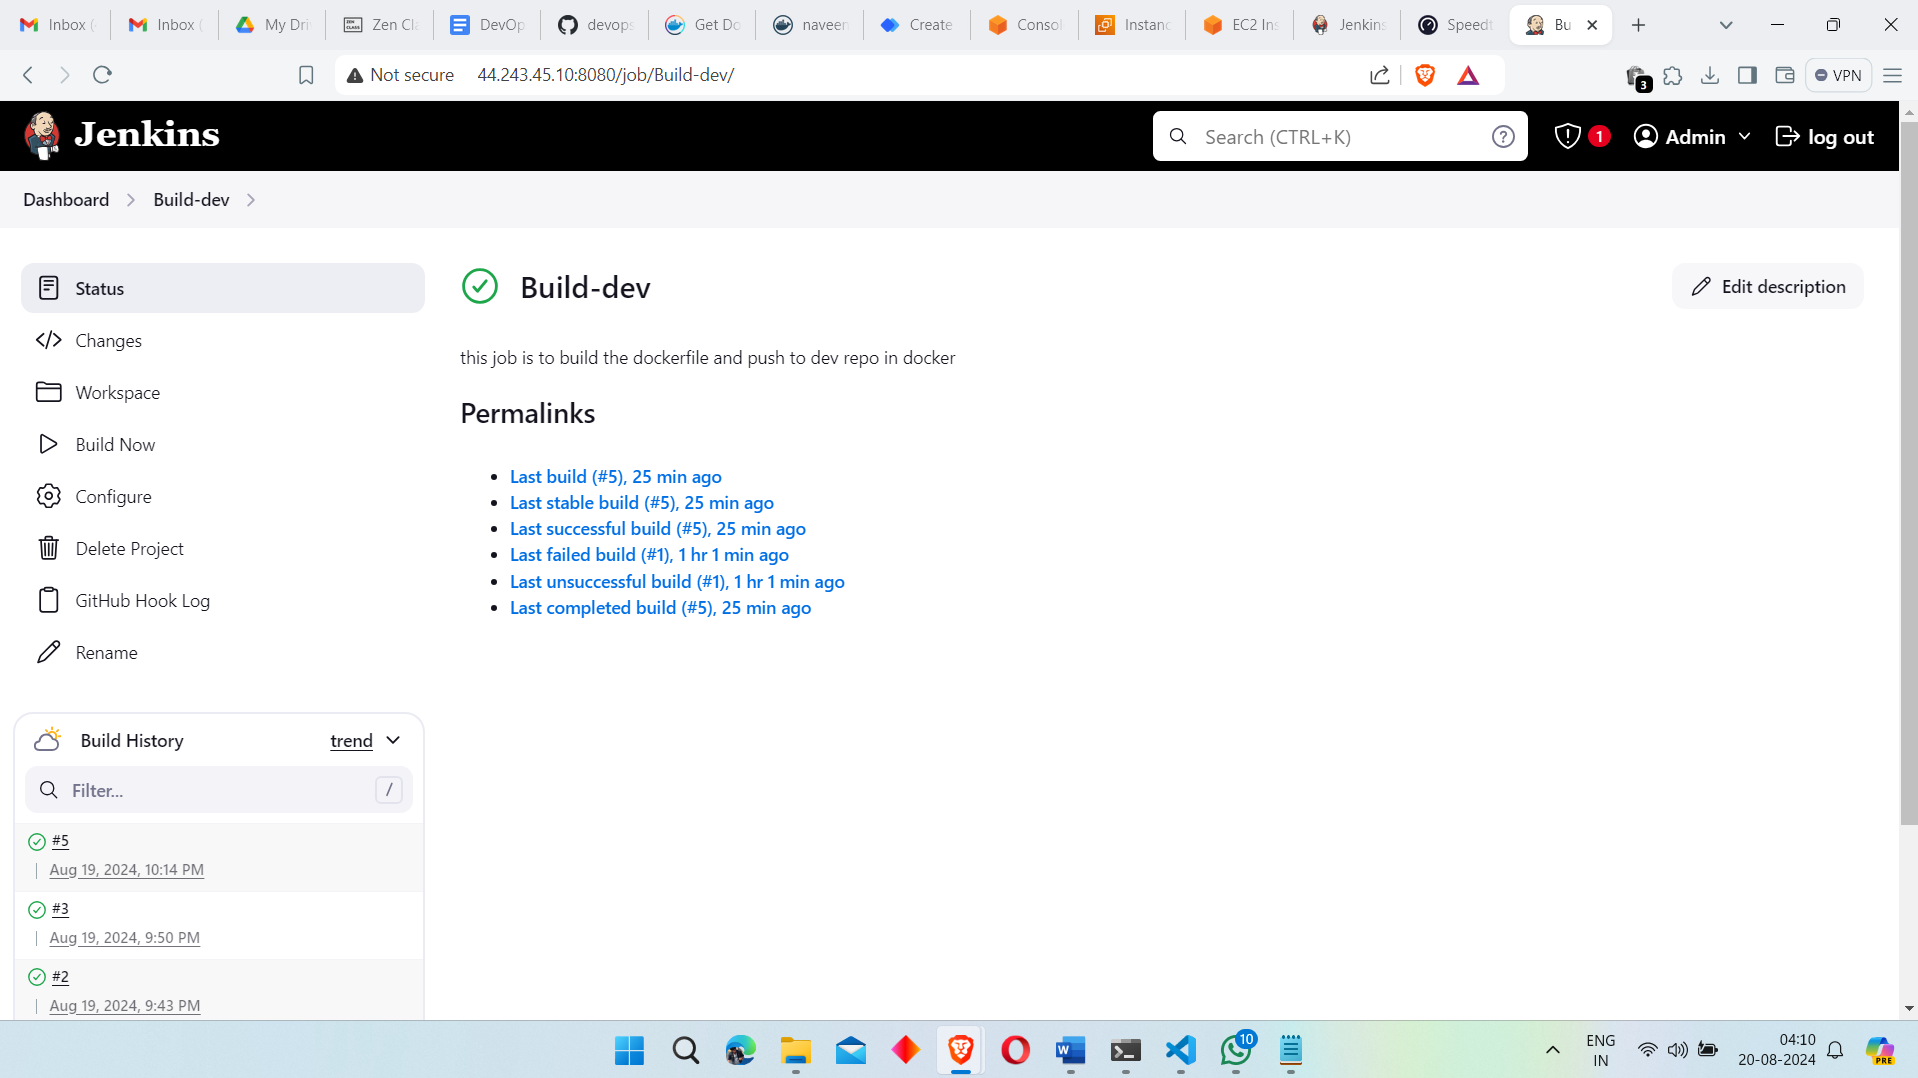 Inbox (
Inbox (
My Dri
Zen Cla
DevOp
devops
Get Do
naveen
Create
Consol
Instanc
EC2 Ins
Jenkins
Speedt
Bu
Not secure
44.243.45.10:8080/job/Build-dev/
3
VPN
Jenkins
Search (CTRL+K)
?
1
Admin
log out
Dashboard
Build-dev
Status
Changes
Workspace
Build Now
Configure
Delete Project
GitHub Hook Log
Rename
Build-dev
Edit description
this job is to build the dockerfile and push to dev repo in docker
Permalinks
Last build (#5), 25 min ago
Last stable build (#5), 25 min ago
Last successful build (#5), 25 min ago
Last failed build (#1), 1 hr 1 min ago
Last unsuccessful build (#1), 1 hr 1 min ago
Last completed build (#5), 25 min ago
Build History
trend
Filter...
/
#5
Aug 19, 2024, 10:14 PM
#3
Aug 19, 2024, 9:50 PM
#2
Aug 19, 2024, 9:43 PM
10
ENG
IN
04:10
20-08-2024
PRE